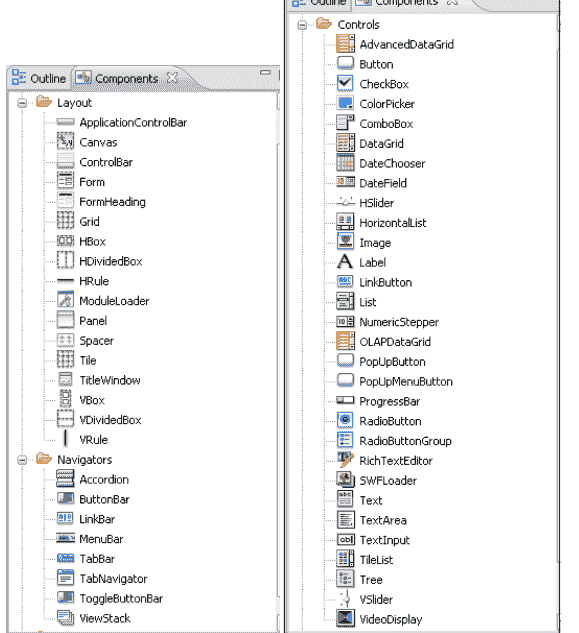 Outline Components
Layout
ApplicationControlBar
Canvas
ControlBar
Form
FormHeading
Grid
HBox
HDividedBox
HRule
ModuleLoader
Panel
Spacer
Tile
TitleWindow
VBox
VDividedBox
VRule
Navigators
Accordion
ButtonBar
LinkBar
MenuBar
TabBar
TabNavigator
ToggleButtonBar
ViewStack
Outline Components
Controls
AdvancedDataGrid
Button
CheckBox
ColorPicker
ComboBox
DataGrid
DateChooser
DateField
HSlider
HorizontalList
Image
Label
LinkButton
List
NumericStepper
OLAPDataGrid
PopUpButton
PopUpMenuButton
ProgressBar
RadioButton
RadioButtonGroup
RichTextEditor
SWFLoader
Text
TextArea
TextInput
TileList
Tree
VSlider
VideoDisplay